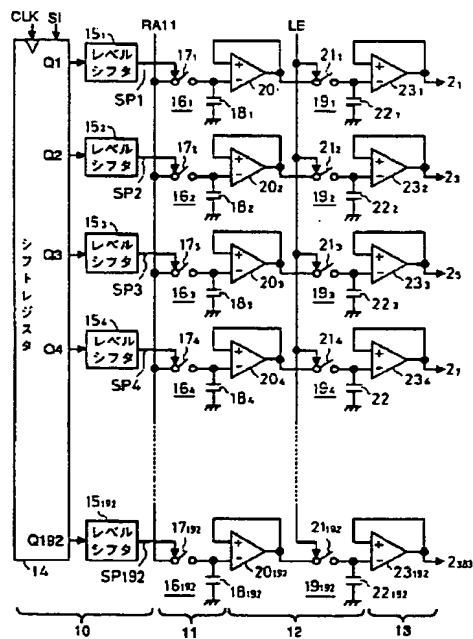 CLK SI RA11 LE
Q1 15₁ レベルシフタ SP1 17₁ 16₁ 18₁ 20₁ 21₁ 19₁ 22₁ 23₁ 2₁
Q2 15₂ レベルシフタ SP2 17₂ 16₂ 18₂ 20₂ 21₂ 19₂ 22₂ 23₂ 2₃
シフトレジスタ
Q3 15₃ レベルシフタ SP3 17₃ 16₃ 18₃ 20₃ 21₃ 19₃ 22₃ 23₃ 2₅
Q4 15₄ レベルシフタ SP4 17₄ 16₄ 18₄ 20₄ 21₄ 19₄ 22 23₄ 2₇
Q192 15₁₉₂ レベルシフタ SP192 17₁₉₂ 16₁₉₂ 18₁₉₂ 20₁₉₂ 21₁₉₂ 19₁₉₂ 22₁₉₂ 23₁₉₂ 2₃₈₃
14
10 11 12 13